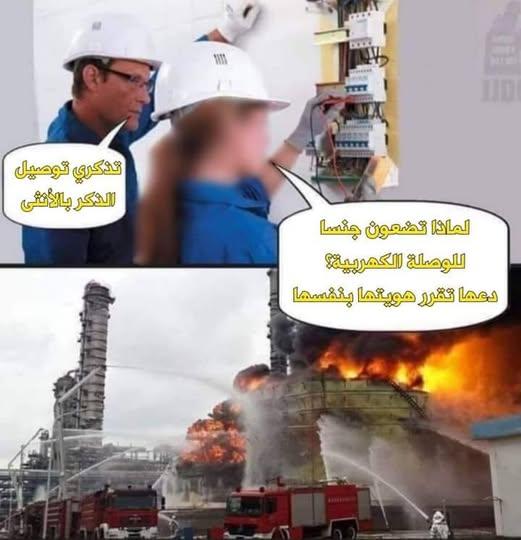 تذكري توصيل
الذكر بالأنثى
لماذا تضعون جنسا
للوصلة الكهربية؟
دعها تقرر هويتها بنفسها